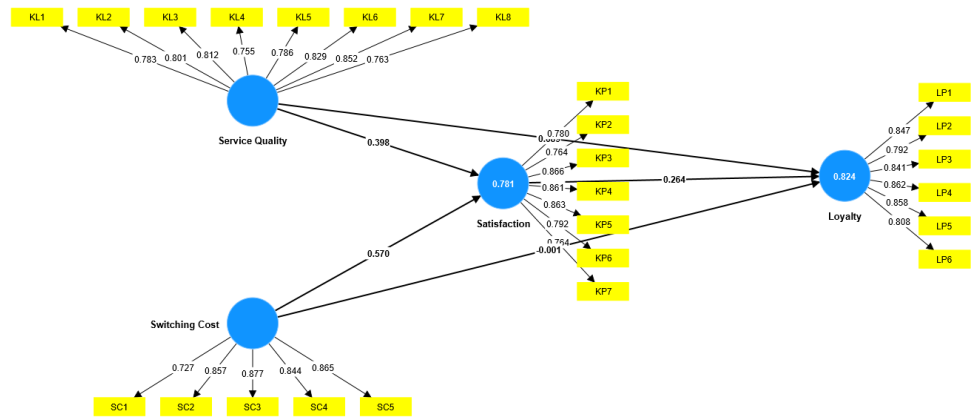 KL1 KL2 KL3 KL4 KL5 KL6 KL7 KL8
0.783 0.801 0.812 0.755 0.786 0.829 0.852 0.763
Service Quality
0.398
KP1
KP2
KP3
KP4
KP5
KP6
KP7
0.780
0.764
0.866
0.861
0.863
0.792
0.764
0.781
Satisfaction
0.264
0.570
-0.001
LP1
LP2
LP3
LP4
LP5
LP6
0.847
0.792
0.841
0.862
0.858
0.808
0.824
Loyalty
Switching Cost
0.727 0.857 0.877 0.844 0.865
SC1 SC2 SC3 SC4 SC5